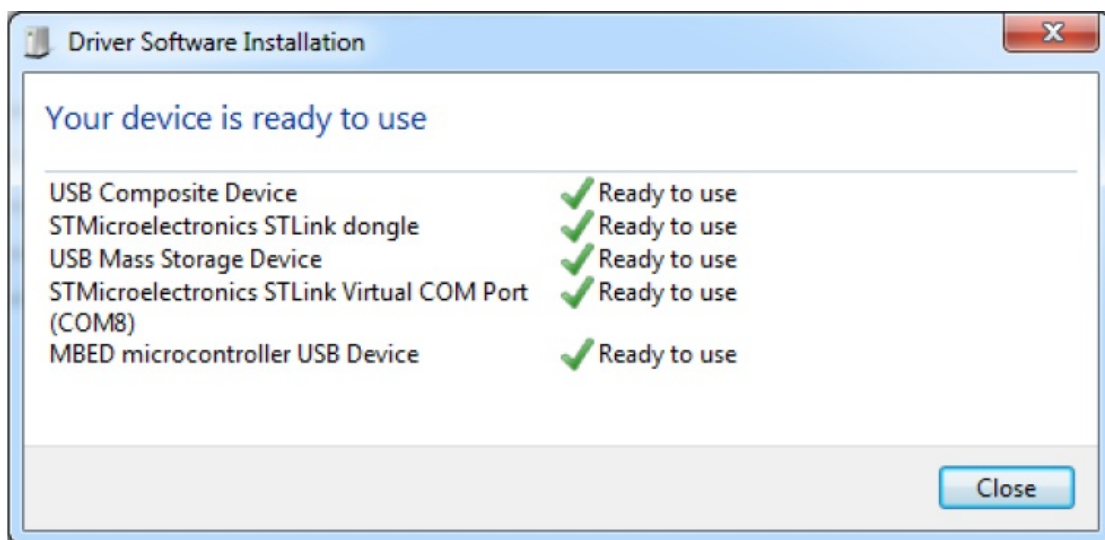 Driver Software Installation
Your device is ready to use
USB Composite Device Ready to use
STMicroelectronics STLink dongle Ready to use
USB Mass Storage Device Ready to use
STMicroelectronics STLink Virtual COM Port Ready to use
(COM8)
MBED microcontroller USB Device Ready to use
Close